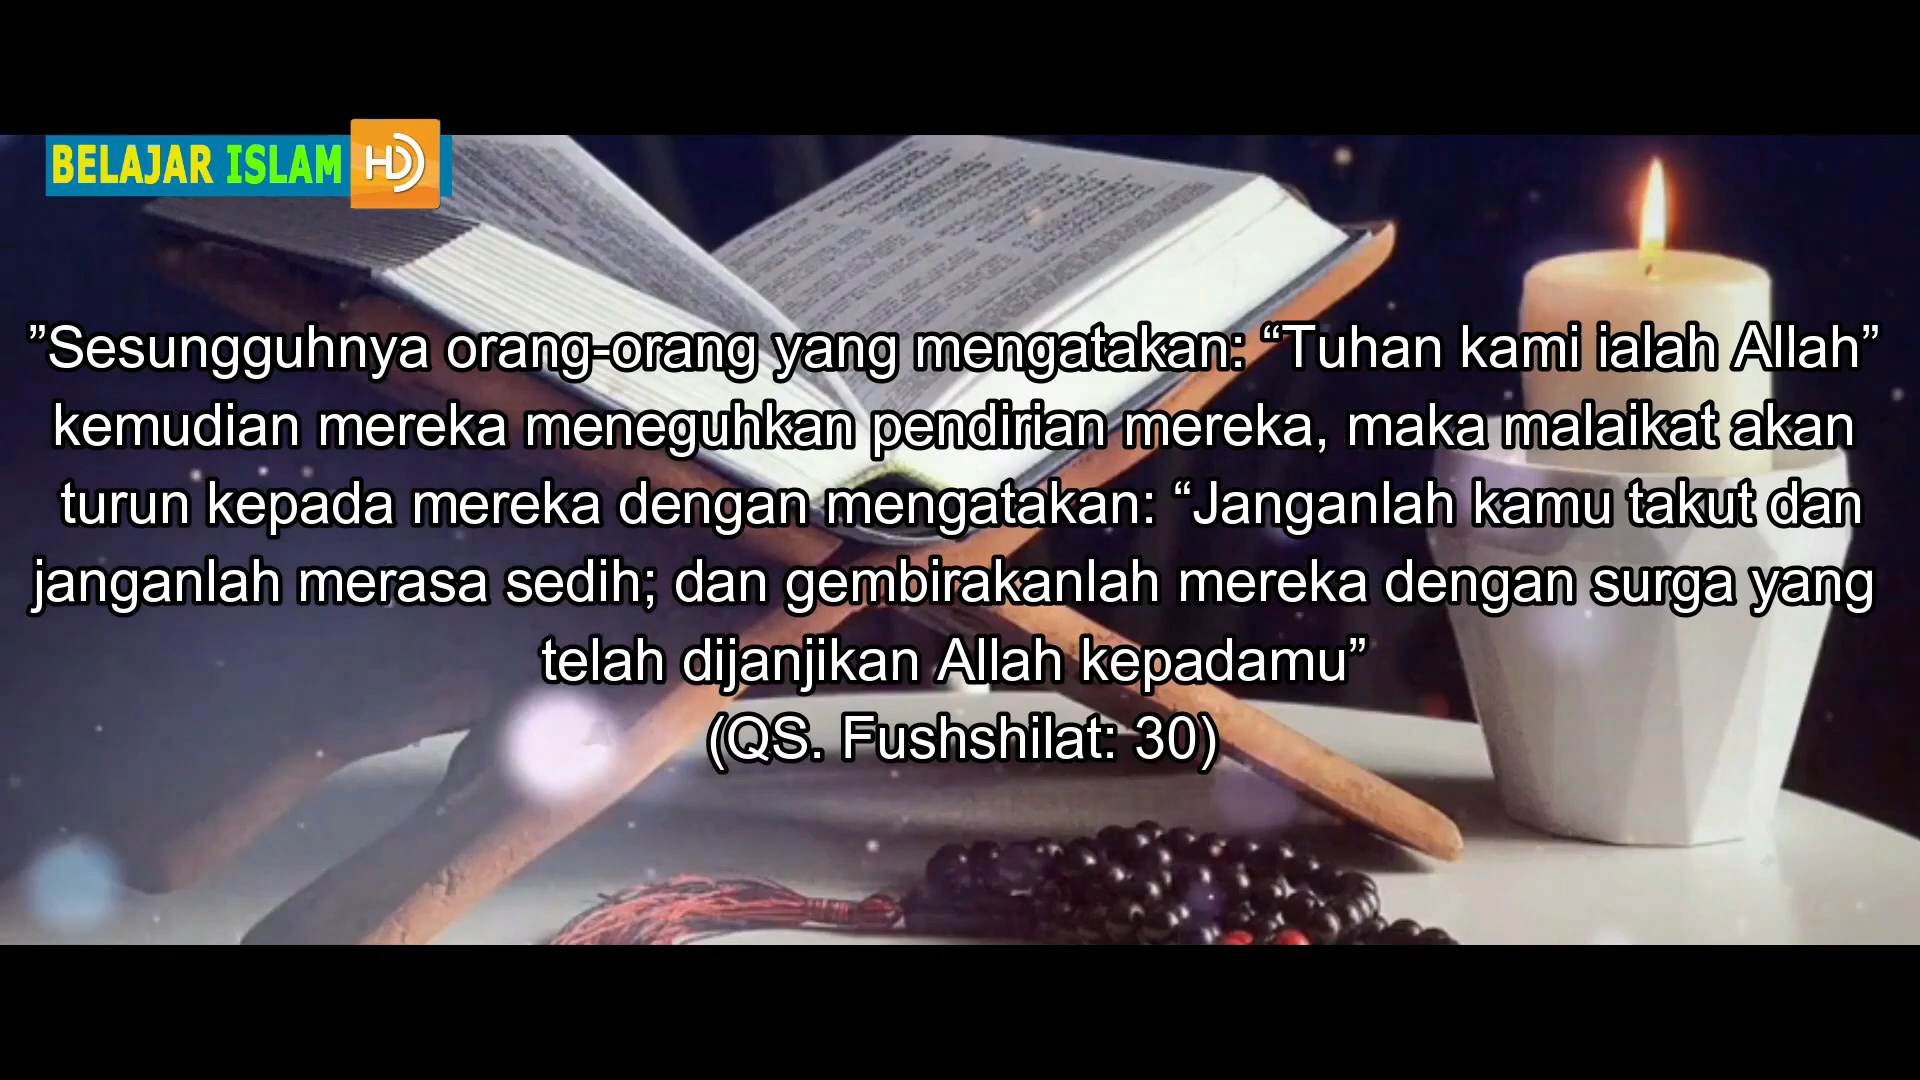 BELAJAR ISLAM HD
”Sesungguhnya orang-orang yang mengatakan: “Tuhan kami ialah Allah”
kemudian mereka meneguhkan pendirian mereka, maka malaikat akan
turun kepada mereka dengan mengatakan: “Janganlah kamu takut dan
janganlah merasa sedih; dan gembirakanlah mereka dengan surga yang
telah dijanjikan Allah kepadamu”
(QS. Fushshilat: 30)